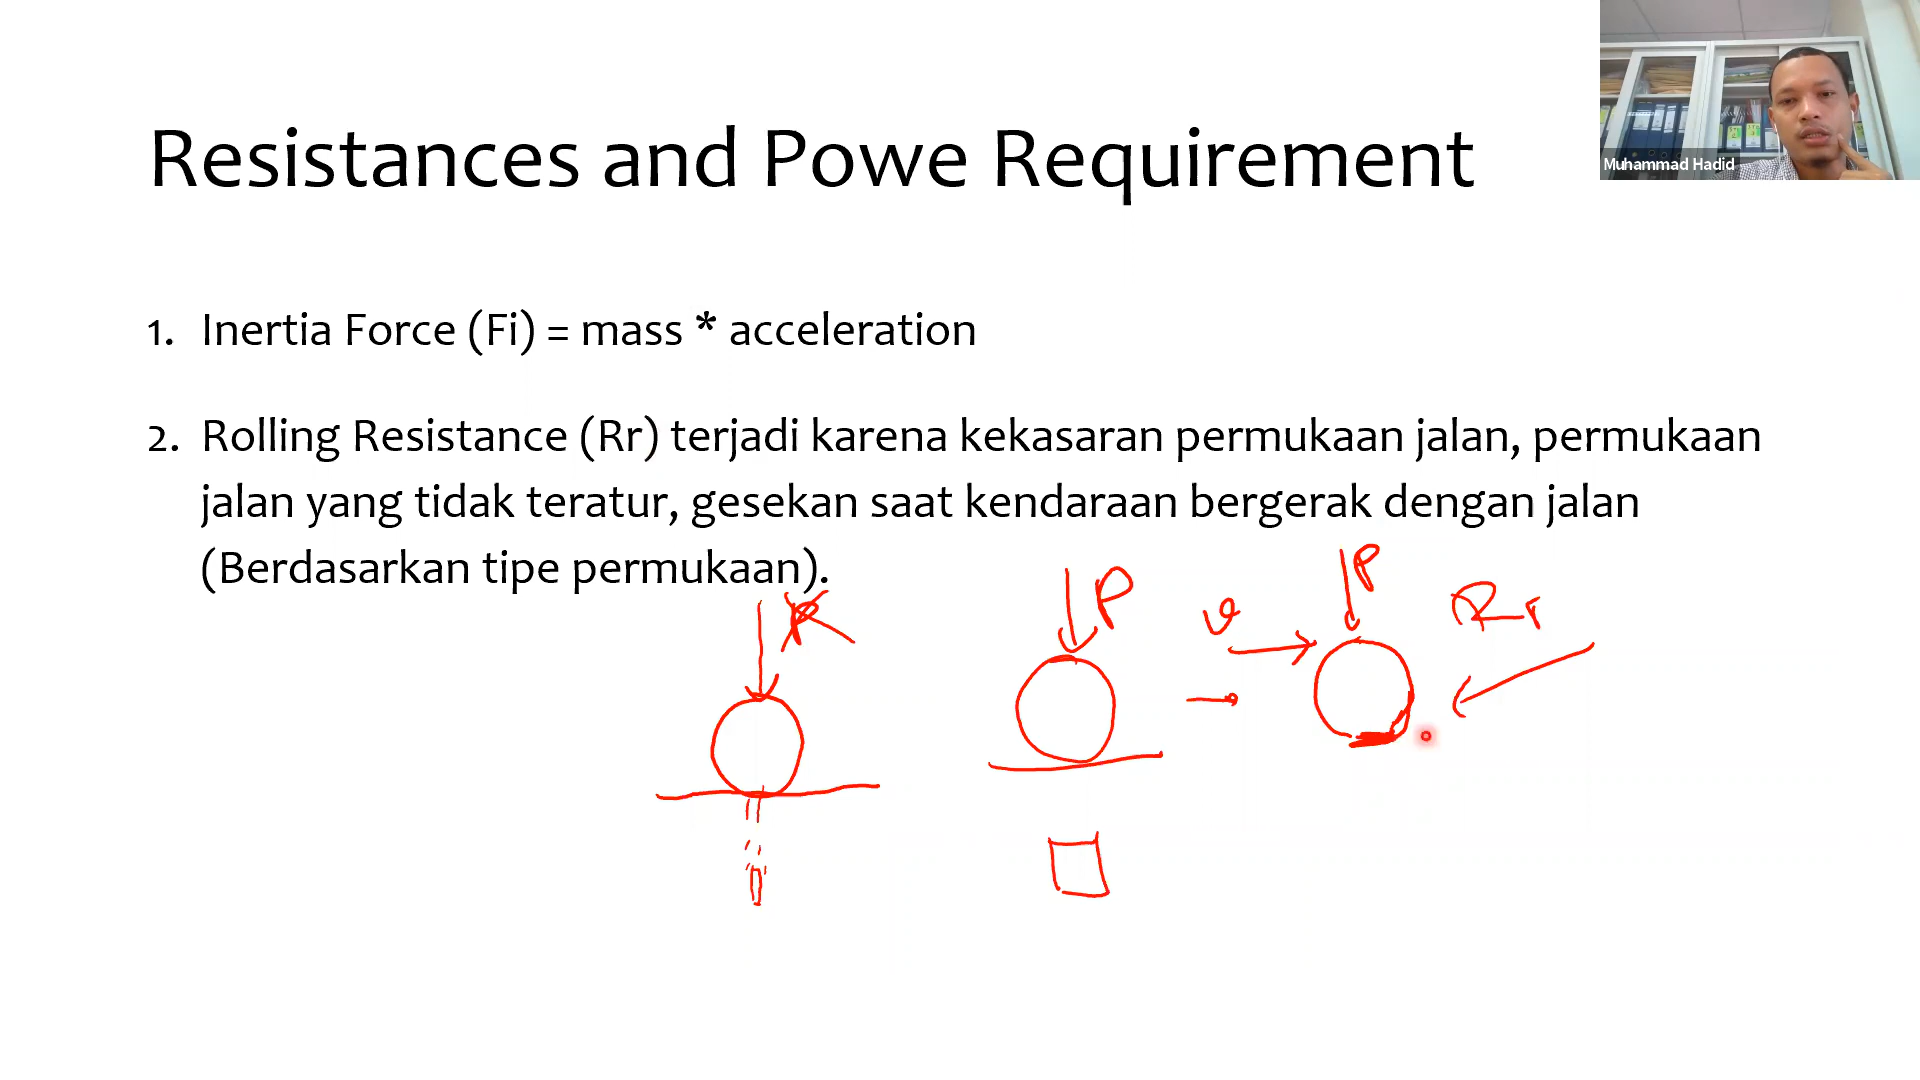 Resistances and Powe Requirement
Muhammad Hadid
1. Inertia Force (Fi) = mass * acceleration
2. Rolling Resistance (Rr) terjadi karena kekasaran permukaan jalan, permukaan
jalan yang tidak teratur, gesekan saat kendaraan bergerak dengan jalan
(Berdasarkan tipe permukaan).
P
P
v
P
Rr